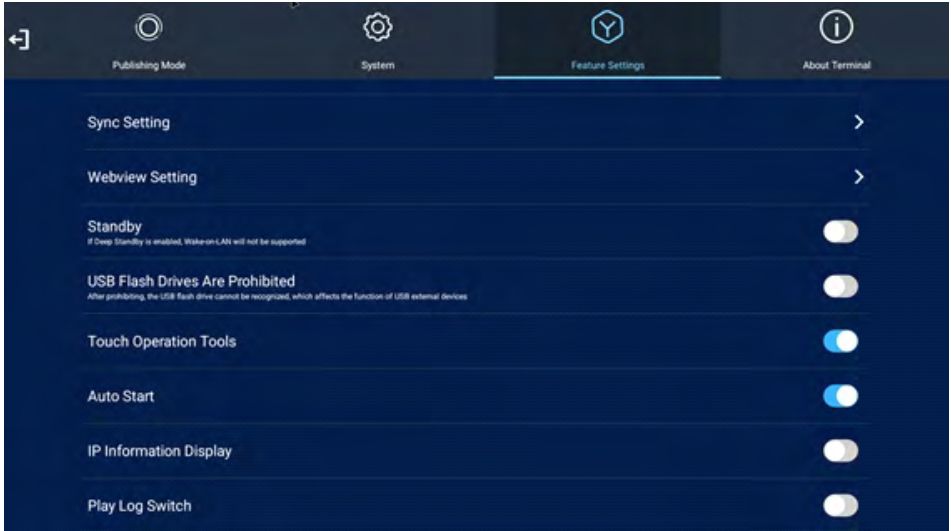 Publishing Mode
System
Feature Settings
About Terminal
Sync Setting
Webview Setting
Standby
If Deep Standby is enabled, Wake-on-LAN will not be supported
USB Flash Drives Are Prohibited
After prohibiting, the USB flash drive cannot be recognized, which affects the function of USB external devices
Touch Operation Tools
Auto Start
IP Information Display
Play Log Switch